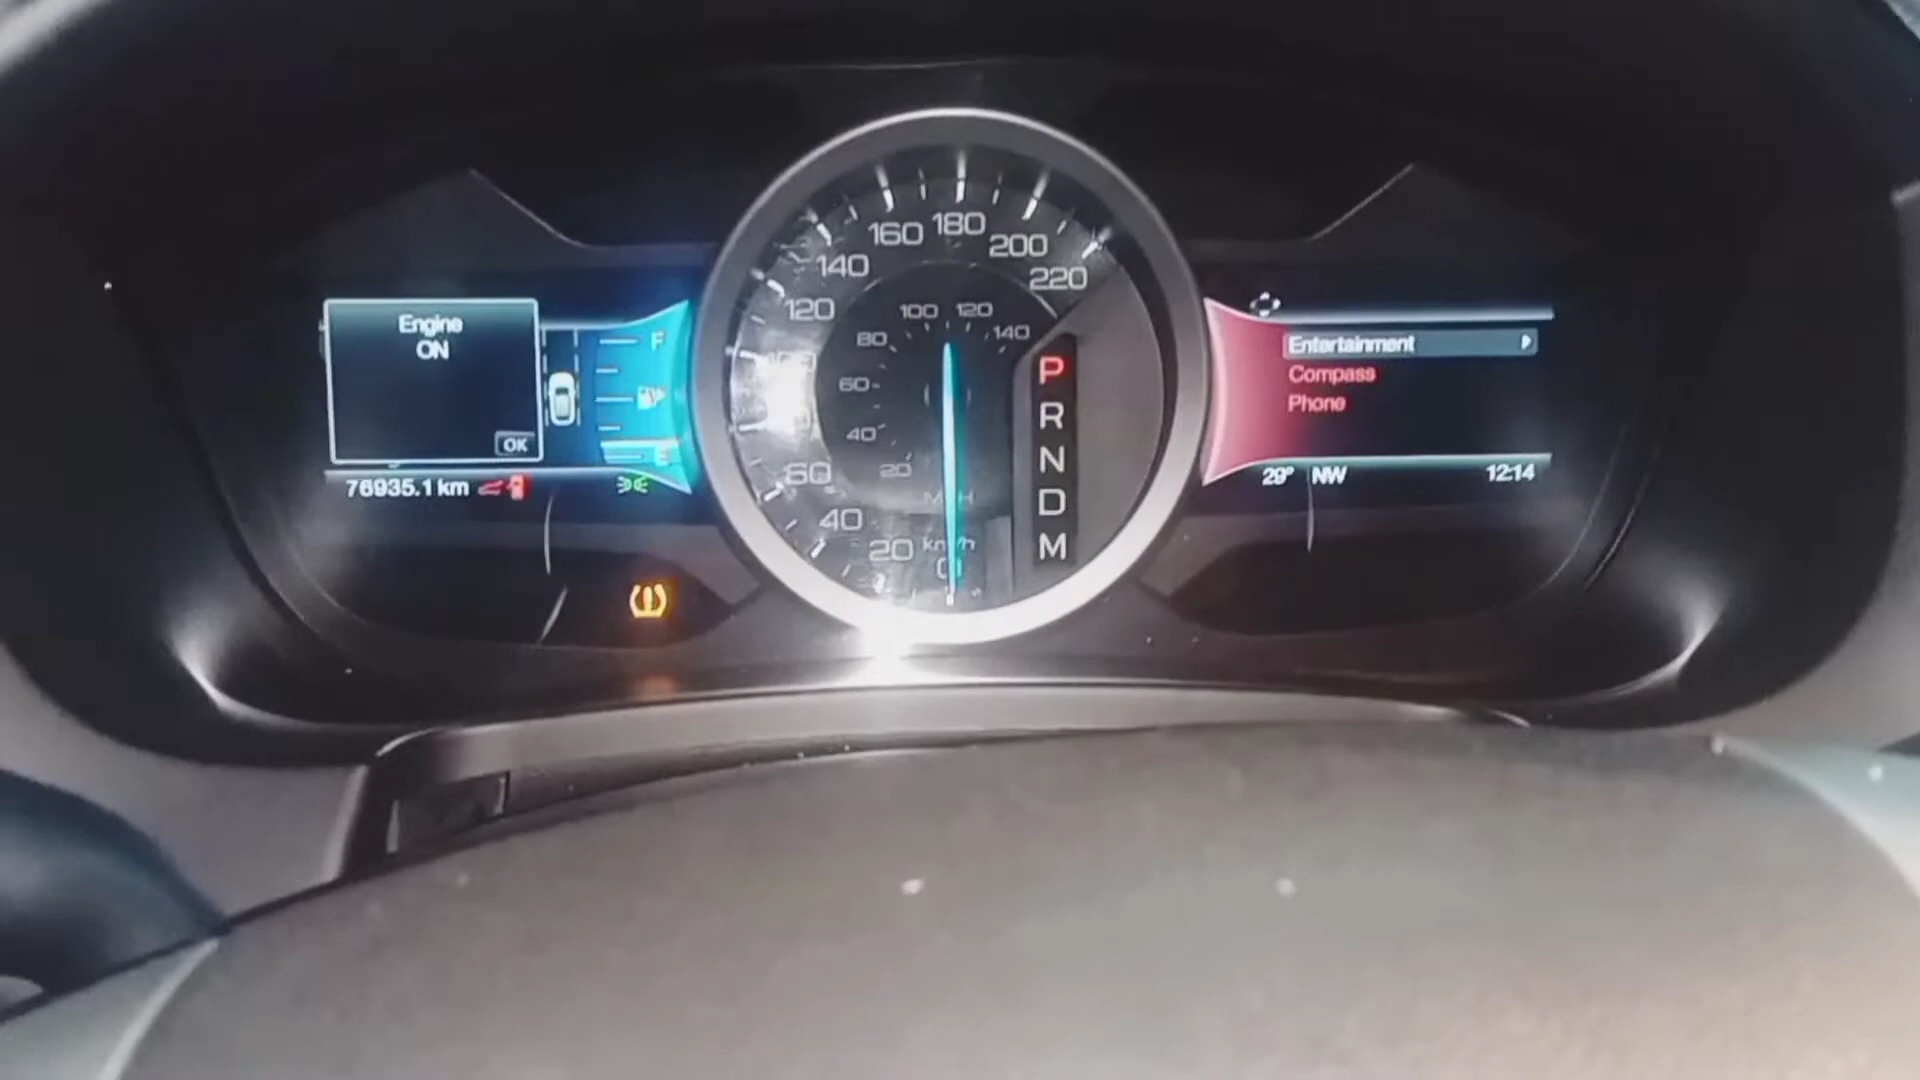 Engine
ON
OK
F
E
76935.1 km
20
40
60
120
140
160
180
200
220
20
40
60
80
100
120
140
MPH
km/h
0
P
R
N
D
M
Entertainment
Compass
Phone
29° NW 12:14